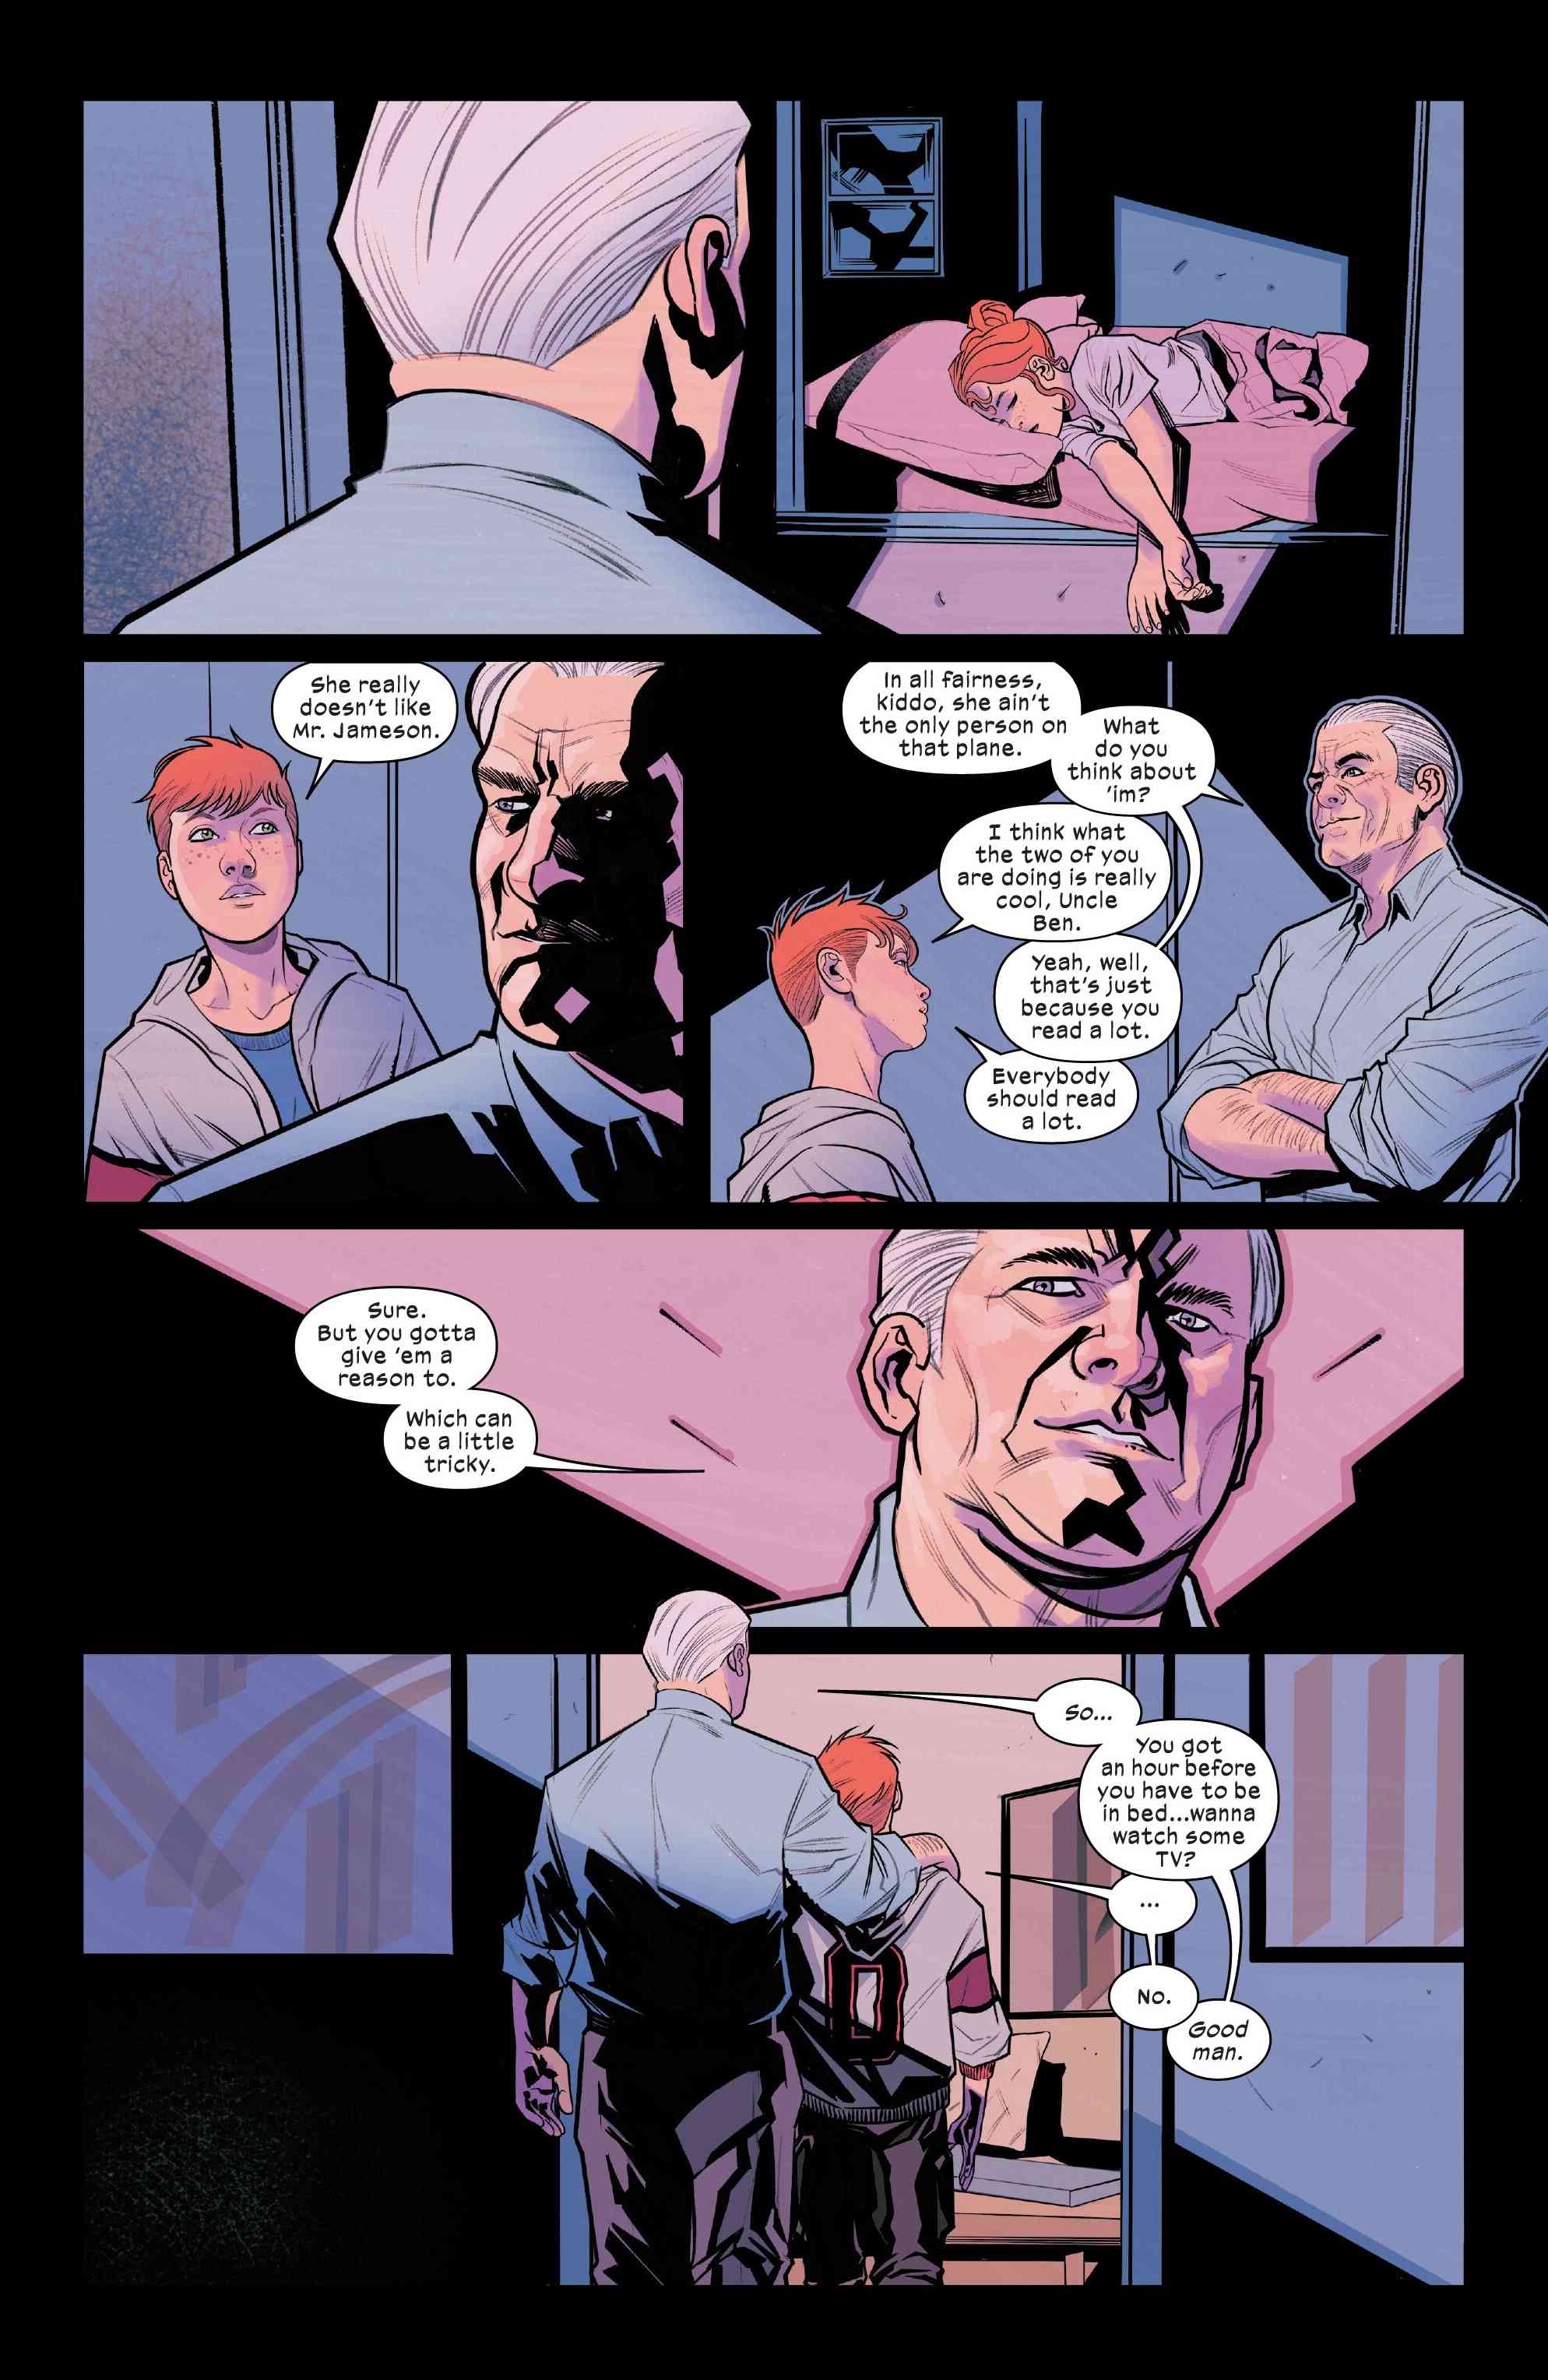 She really
doesn't like
Mr. Jameson.
In all fairness,
kiddo, she ain't
the only person on
that plane.
What
do you
think about
'im?
I think what
the two of you
are doing is really
cool, Uncle
Ben.
Yeah, well,
that's just
because you
read a lot.
Everybody
should read
a lot.
Sure.
But you gotta
give 'em a
reason to.
Which can
be a little
tricky.
So...
You got
an hour before
you have to be
in bed...wanna
watch some
TV?
...
No.
Good
man.
0